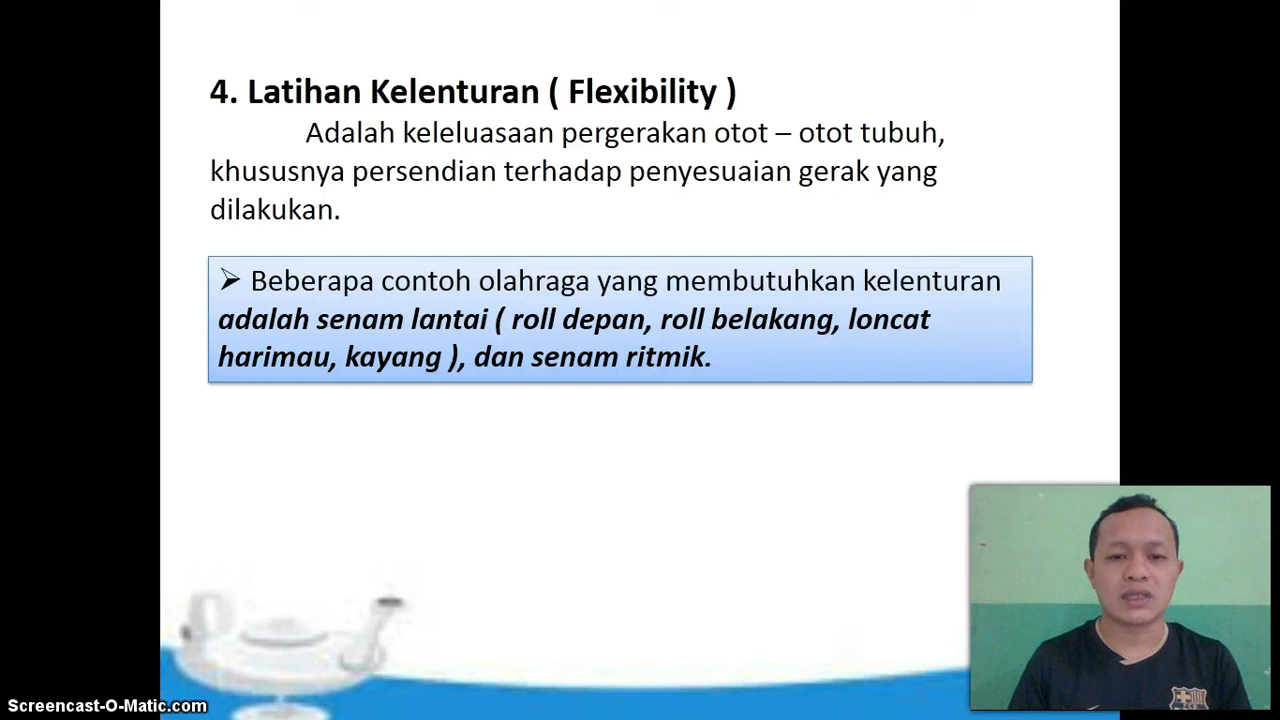 4. Latihan Kelenturan ( Flexibility )
Adalah keleluasaan pergerakan otot – otot tubuh,
khususnya persendian terhadap penyesuaian gerak yang
dilakukan.
➢ Beberapa contoh olahraga yang membutuhkan kelenturan
adalah senam lantai ( roll depan, roll belakang, loncat
harimau, kayang ), dan senam ritmik.
Screencast-O-Matic.com